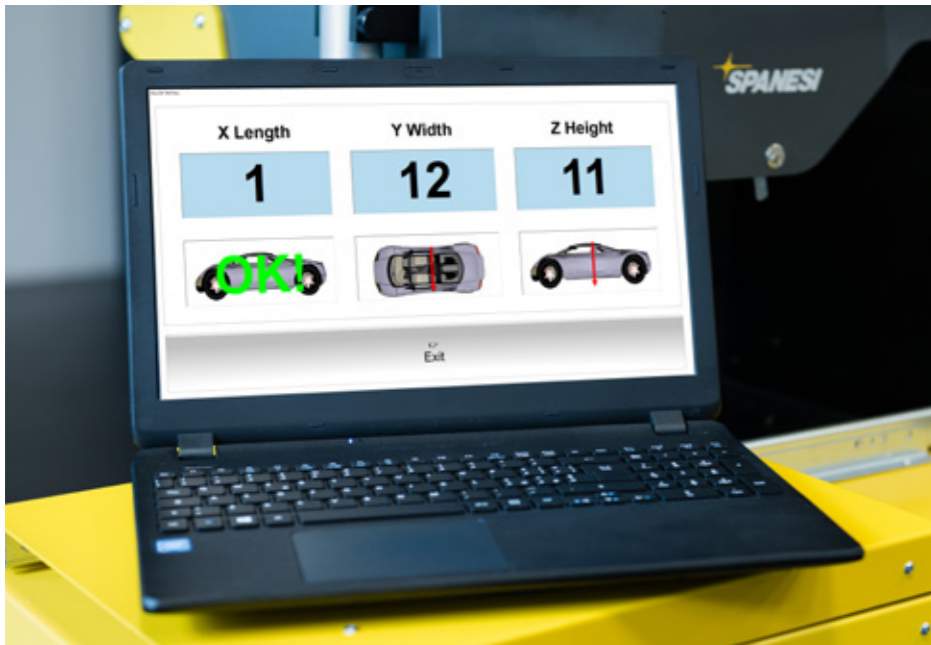 SPANESI
X Length
Y Width
Z Height
1
12
11
OK!
Exit